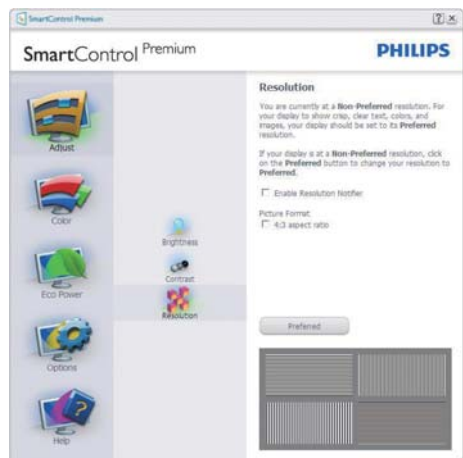 SmartControl Premium
SmartControl Premium
PHILIPS
Adjust
Color
Eco Power
Options
Help
Brightness
Contrast
Resolution
Resolution
You are currently at a Non-Preferred resolution. For
your display to show crisp, clear text, colors, and
images, your display should be set to its Preferred
resolution.
If your display is at a Non-Preferred resolution, click
on the Preferred button to change your resolution to
Preferred.
Enable Resolution Notifier
Picture Format
4:3 aspect ratio
Preferred